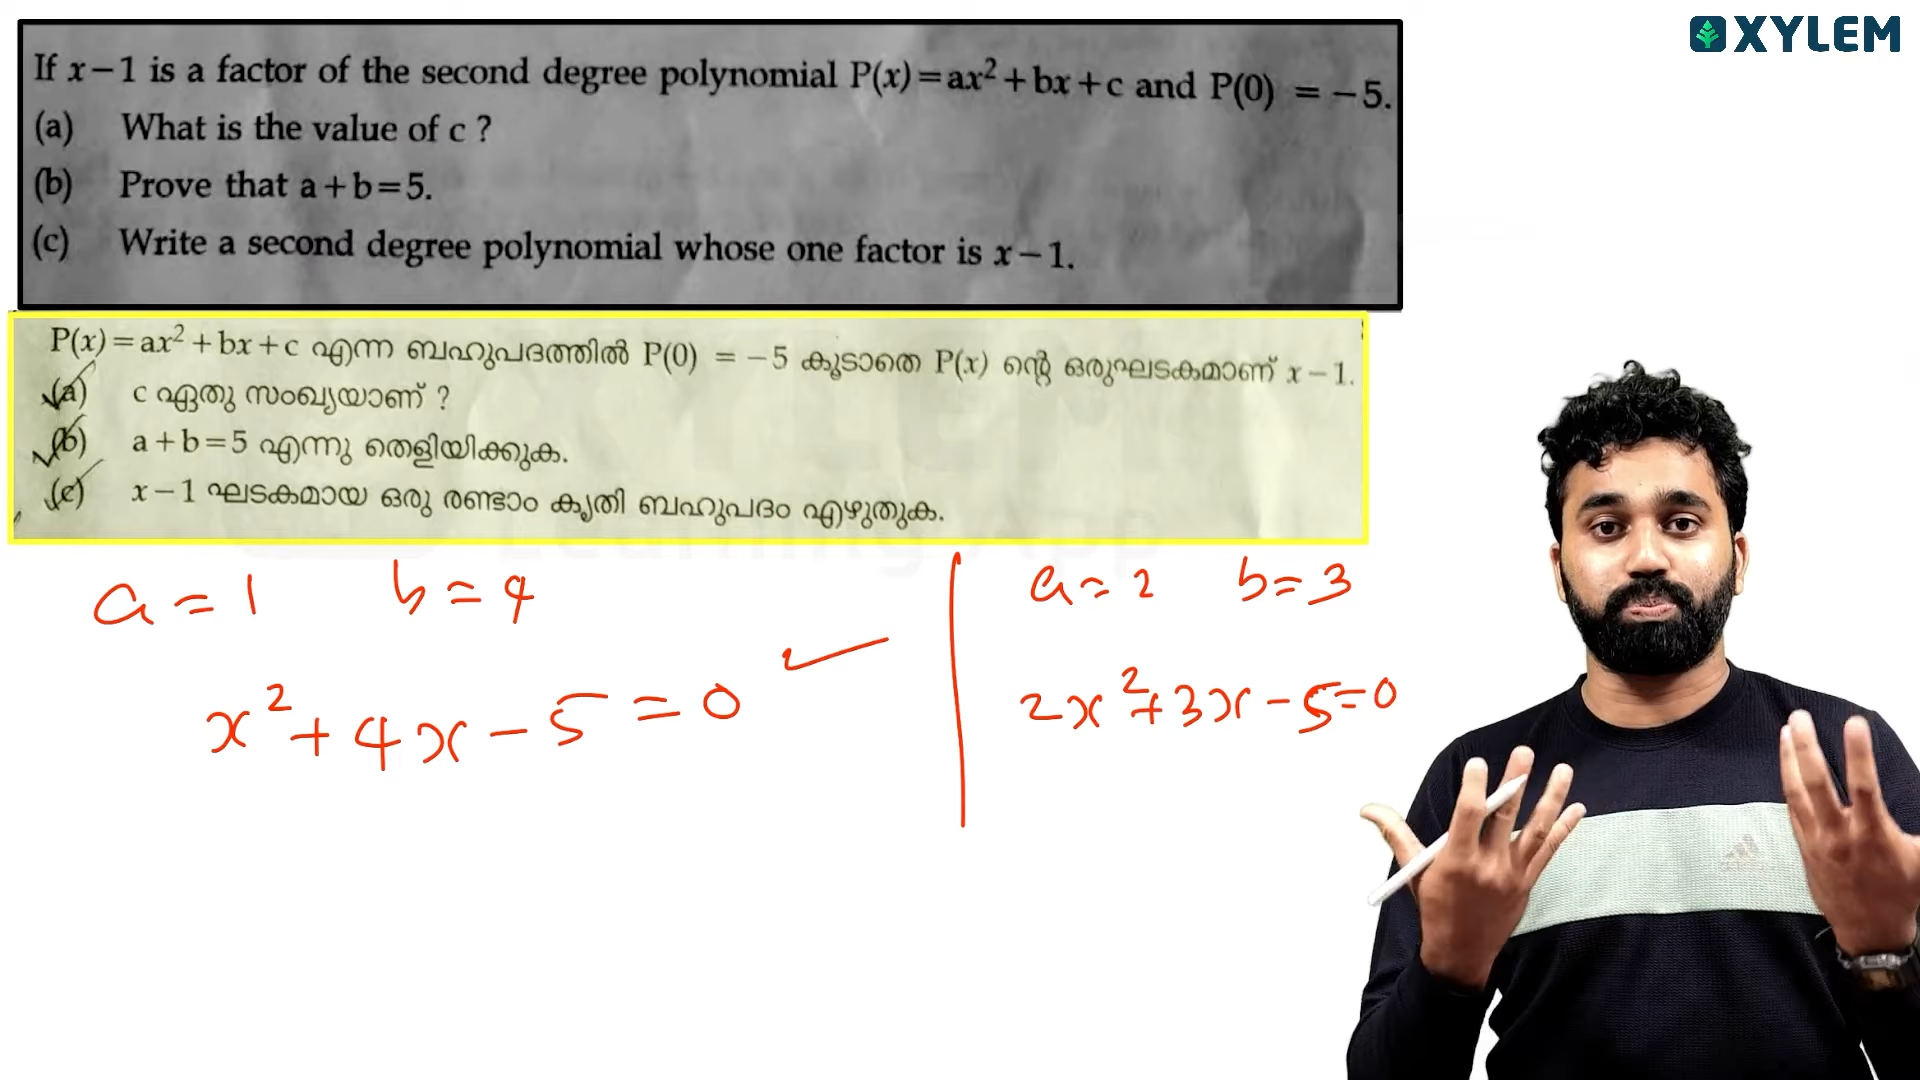 XYLEM
If x−1 is a factor of the second degree polynomial P(x)=ax²+bx+c and P(0) = −5.
(a) What is the value of c ?
(b) Prove that a+b=5.
(c) Write a second degree polynomial whose one factor is x−1.
P(x)=ax²+bx+c എന്ന ബഹുപദത്തിൽ P(0) = −5 കൂടാതെ P(x) ന്റെ ഒരുഘടകമാണ് x−1.
(a) c ഏതു സംഖ്യയാണ് ?
(b) a+b=5 എന്നു തെളിയിക്കുക.
(c) x−1 ഘടകമായ ഒരു രണ്ടാം കൃതി ബഹുപദം എഴുതുക.
a = 1 b = 4
x² + 4x − 5 = 0
a = 2 b = 3
2x² + 3x − 5 = 0
Learning App